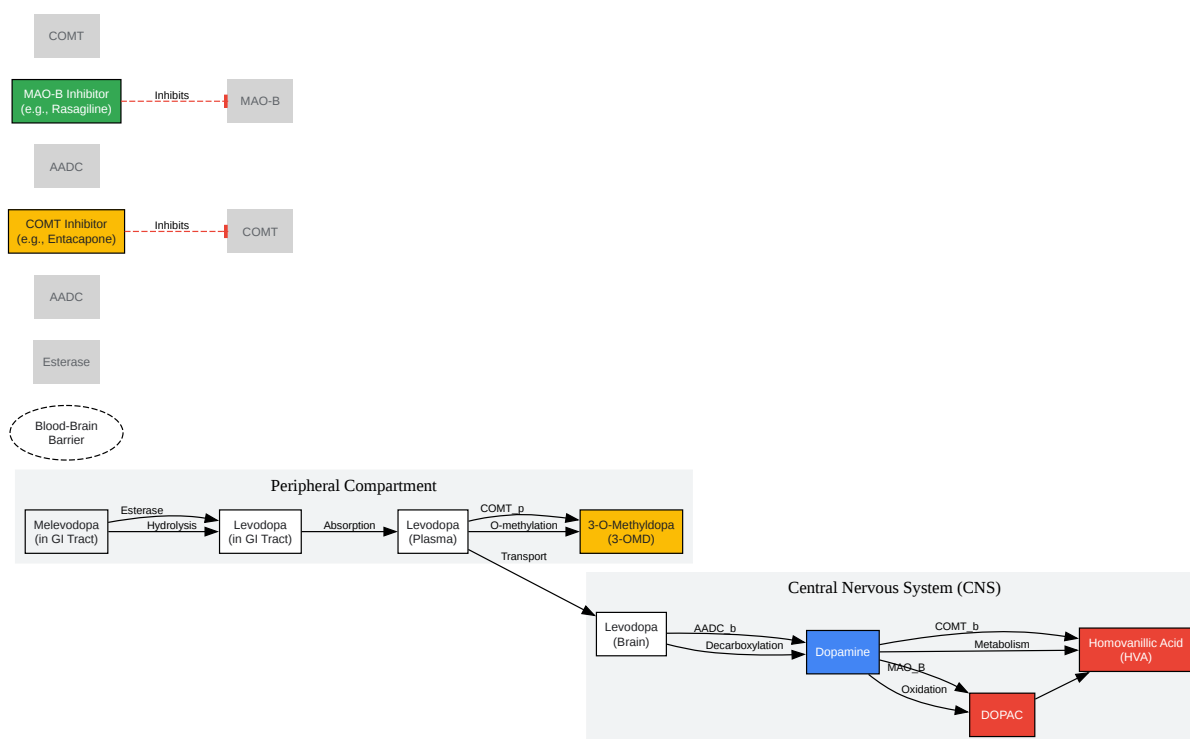 COMT
MAO-B Inhibitor
(e.g., Rasagiline)
Inhibits
MAO-B
AADC
COMT Inhibitor
(e.g., Entacapone)
Inhibits
COMT
AADC
Esterase
Blood-Brain
Barrier
Peripheral Compartment
Melevodopa
(in GI Tract)
Esterase
Hydrolysis
Levodopa
(in GI Tract)
Absorption
Levodopa
(Plasma)
COMT_p
O-methylation
3-O-Methyldopa
(3-OMD)
Transport
Central Nervous System (CNS)
Levodopa
(Brain)
AADC_b
Decarboxylation
Dopamine
COMT_b
Metabolism
Homovanillic Acid
(HVA)
MAO_B
Oxidation
DOPAC